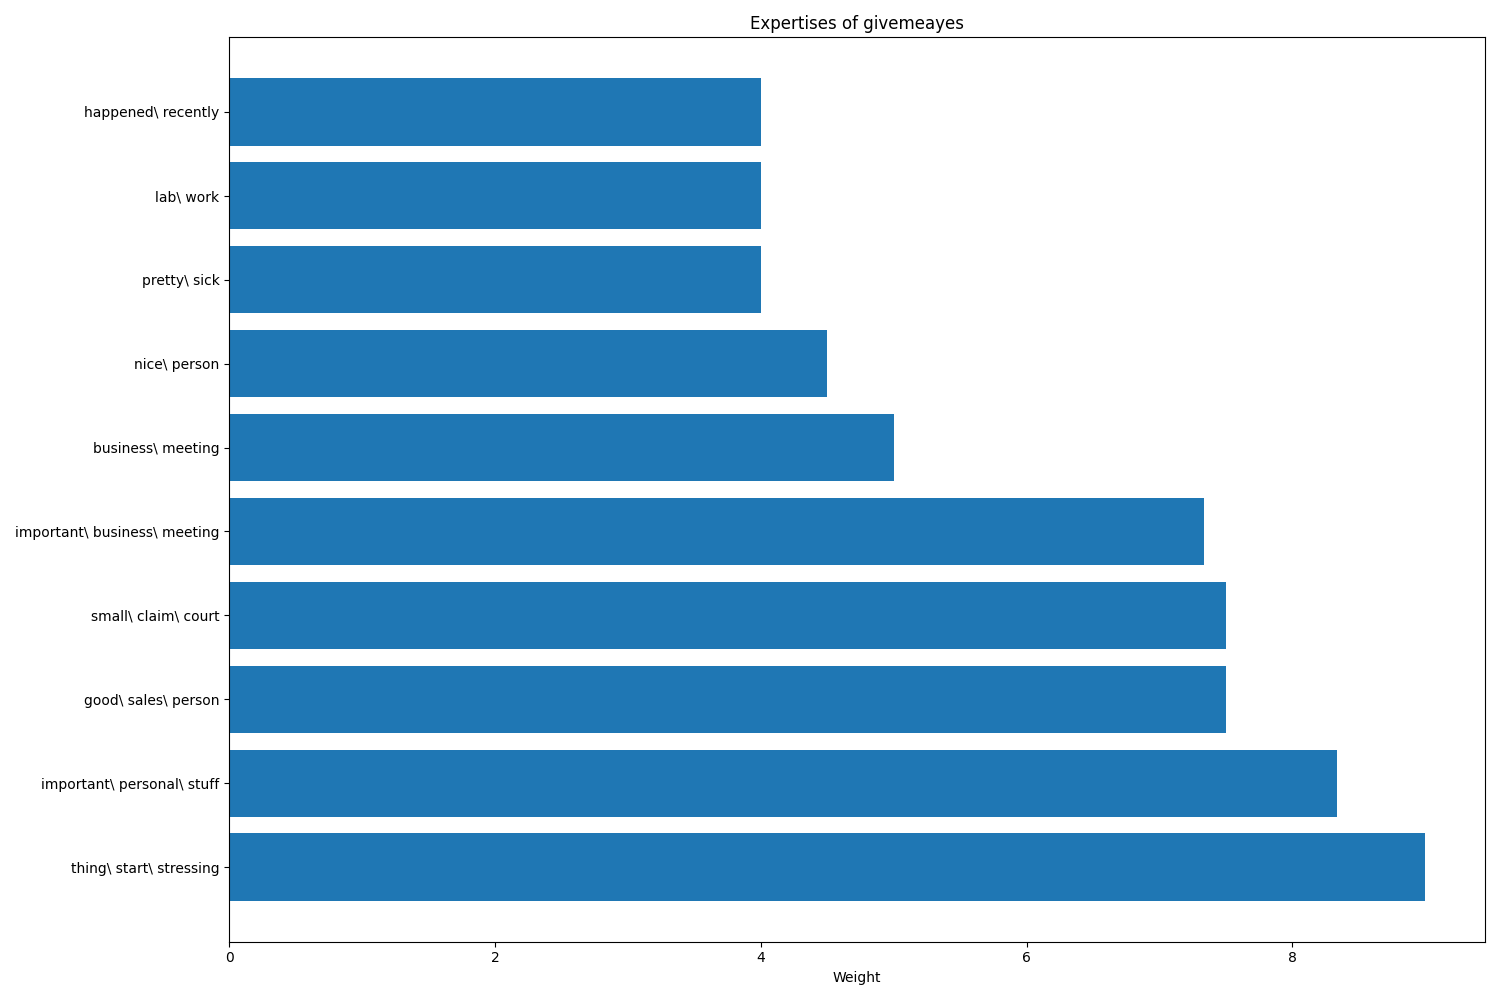 Expertises of givemeayes
happened\ recently
lab\ work
pretty\ sick
nice\ person
business\ meeting
important\ business\ meeting
small\ claim\ court
good\ sales\ person
important\ personal\ stuff
thing\ start\ stressing
0 2 4 6 8
Weight